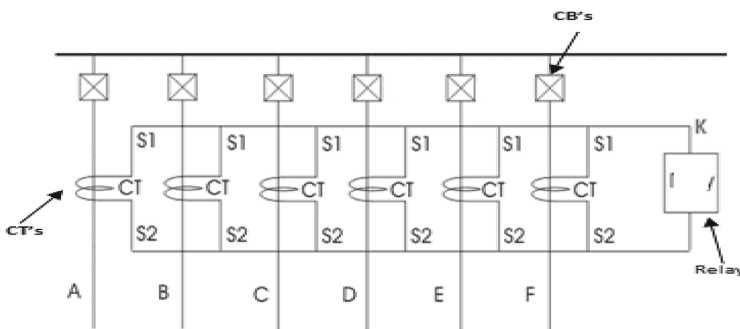 CB's
K
S1 S1 S1 S1 S1 S1
CT CT CT CT CT CT
CT's
S2 S2 S2 S2 S2 S2
Relay
A B C D E F